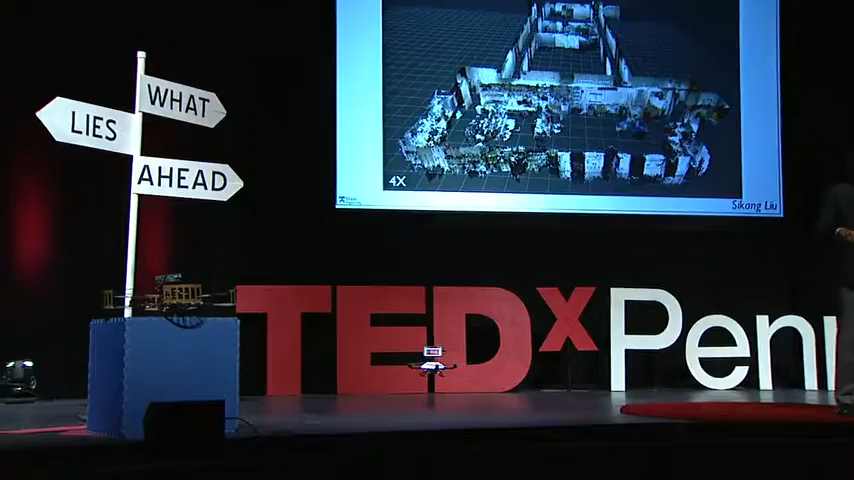 WHAT
LIES
AHEAD
4X
Sikang Liu
TEDxPenn